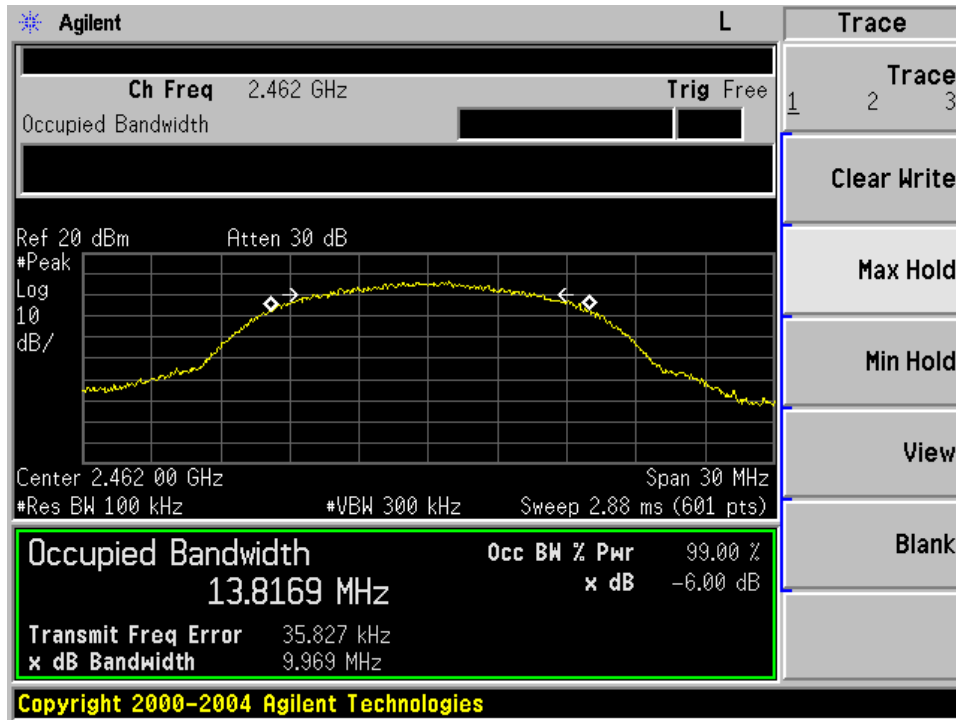 Agilent L Trace
Ch Freq 2.462 GHz Trig Free
Occupied Bandwidth
Trace
1 2 3
Clear Write
Max Hold
Min Hold
View
Blank
Ref 20 dBm Atten 30 dB
#Peak
Log
10
dB/
Center 2.462 00 GHz Span 30 MHz
#Res BW 100 kHz #VBW 300 kHz Sweep 2.88 ms (601 pts)
Occupied Bandwidth Occ BW % Pwr 99.00 %
13.8169 MHz x dB -6.00 dB
Transmit Freq Error 35.827 kHz
x dB Bandwidth 9.969 MHz
Copyright 2000-2004 Agilent Technologies